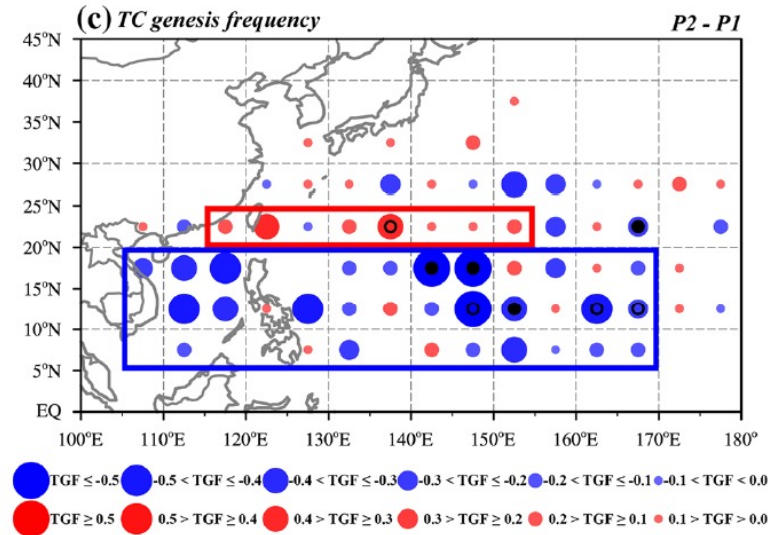 (c) TC genesis frequency P2 - P1
45°N
40°N
35°N
30°N
25°N
20°N
15°N
10°N
5°N
EQ
100°E 110°E 120°E 130°E 140°E 150°E 160°E 170°E 180°
TGF ≤ -0.5 -0.5 < TGF ≤ -0.4 -0.4 < TGF ≤ -0.3 -0.3 < TGF ≤ -0.2 -0.2 < TGF ≤ -0.1 -0.1 < TGF < 0.0
TGF ≥ 0.5 0.5 > TGF ≥ 0.4 0.4 > TGF ≥ 0.3 0.3 > TGF ≥ 0.2 0.2 > TGF ≥ 0.1 0.1 > TGF > 0.0